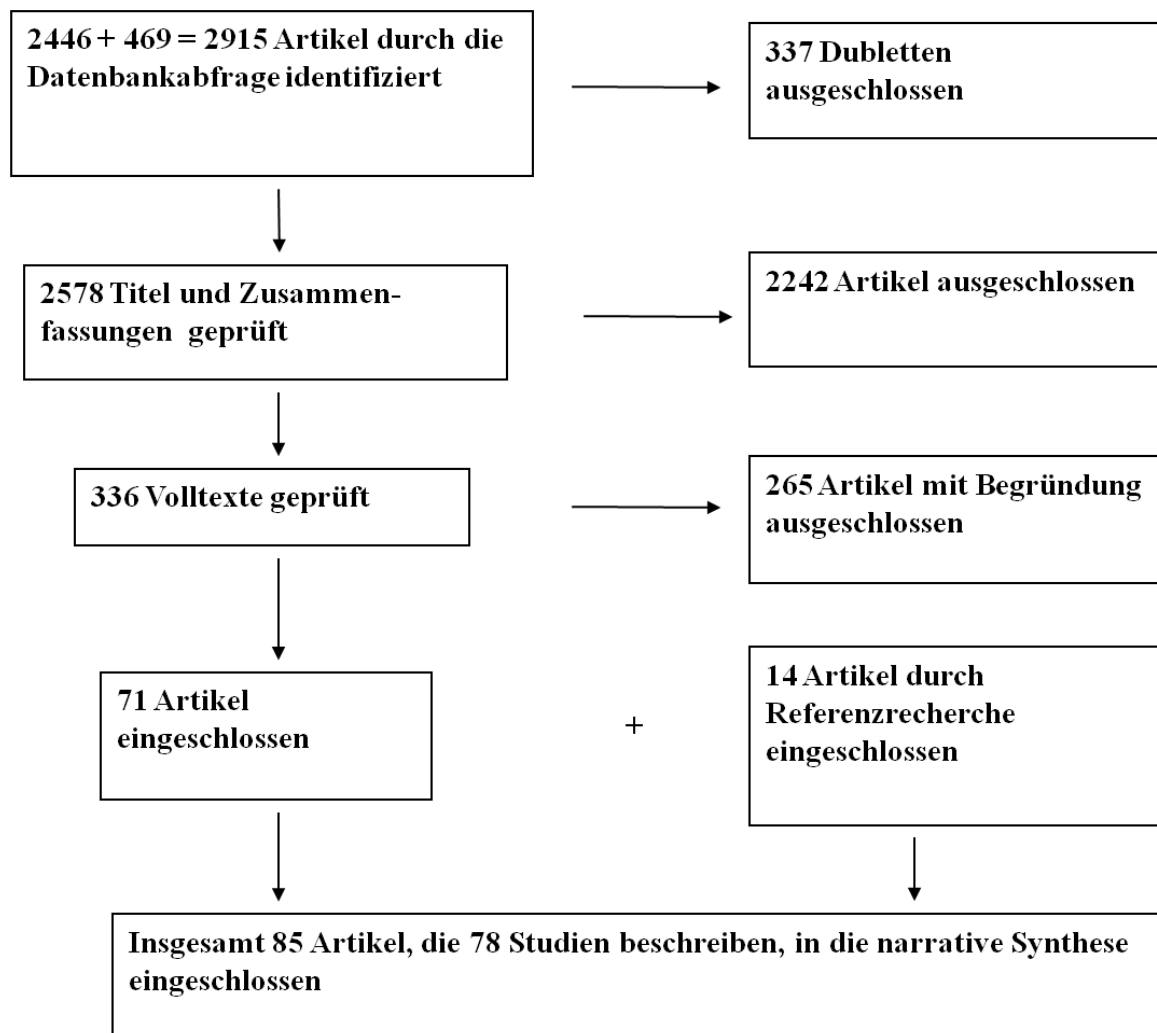 2446 + 469 = 2915 Artikel durch die
Datenbankabfrage identifiziert
337 Dubletten
ausgeschlossen
2578 Titel und Zusammen-
fassungen geprüft
2242 Artikel ausgeschlossen
336 Volltexte geprüft
265 Artikel mit Begründung
ausgeschlossen
71 Artikel
eingeschlossen
+
14 Artikel durch
Referenzrecherche
eingeschlossen
Insgesamt 85 Artikel, die 78 Studien beschreiben, in die narrative Synthese
eingeschlossen